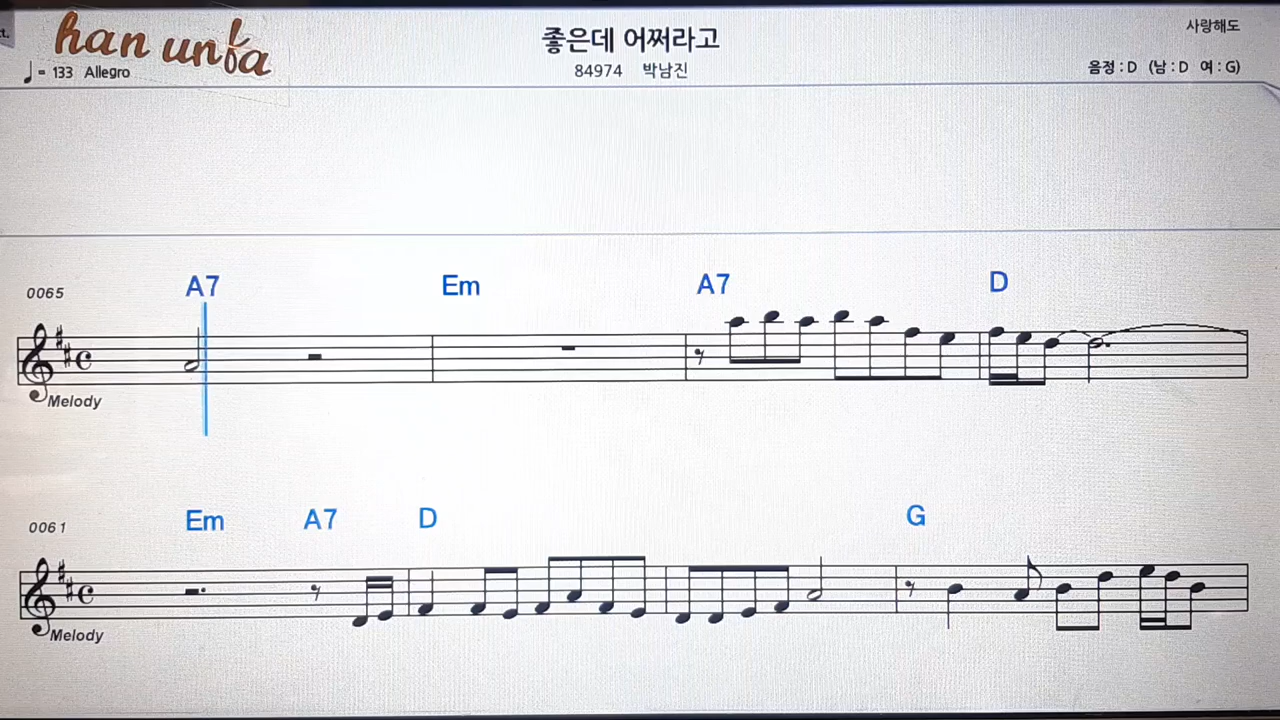 ct.
han unfa
♩= 133 Allegro
좋은데 어쩌라고
84974 박남진
사랑해도
음정 : D (남 : D 여 : G)
0065 A7 Em A7 D
Melody
0061 Em A7 D G
Melody